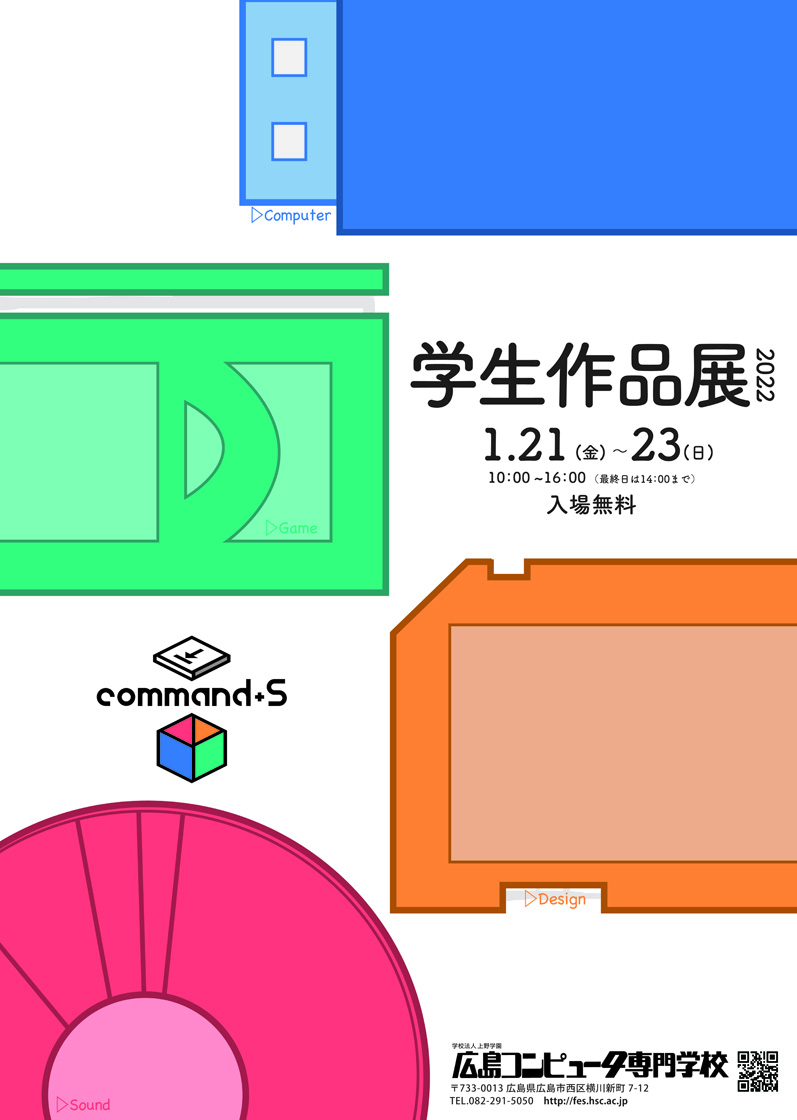 ▷Computer
学生作品展 2022
1.21(金)～23(日)
10:00~16:00（最終日は14:00まで）
入場無料
▷Game
command+S
▷Design
▷Sound
学校法人上野学園
広島コンピュータ専門学校
〒733-0013 広島県広島市西区横川新町 7-12
TEL.082-291-5050 http://fes.hsc.ac.jp